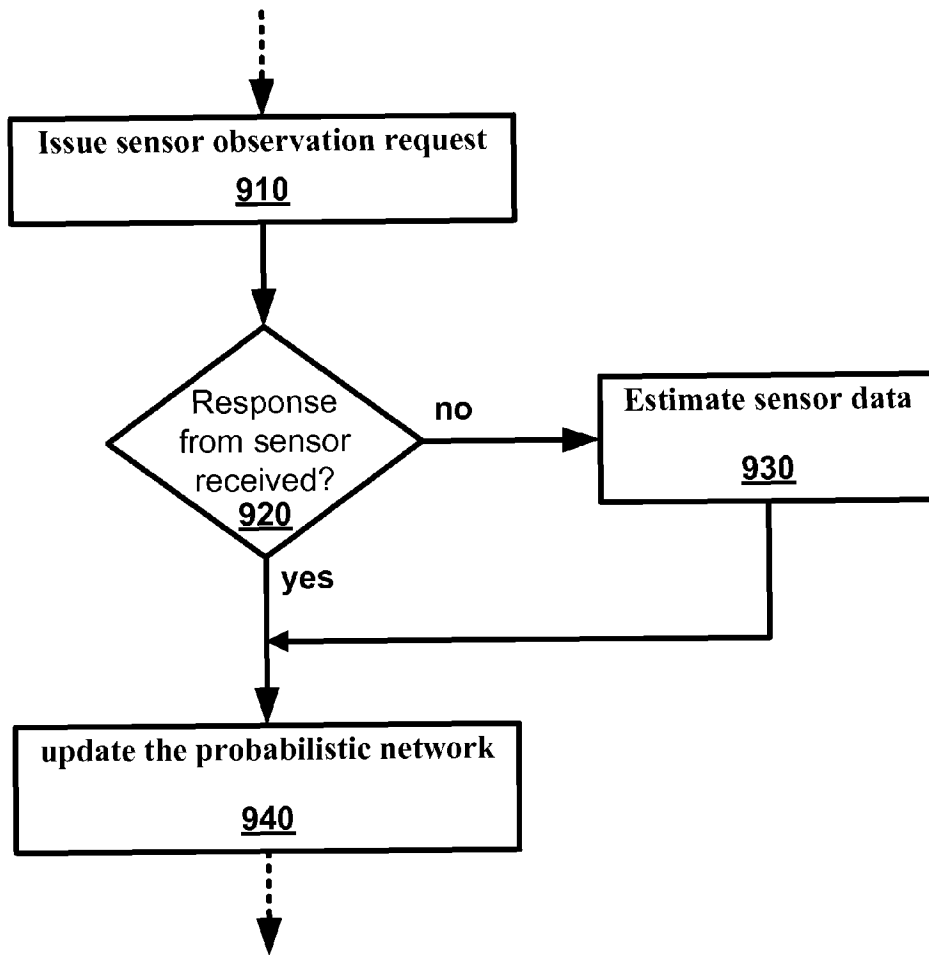 Issue sensor observation request
910
Response
from sensor
received?
920
no
Estimate sensor data
930
yes
update the probabilistic network
940